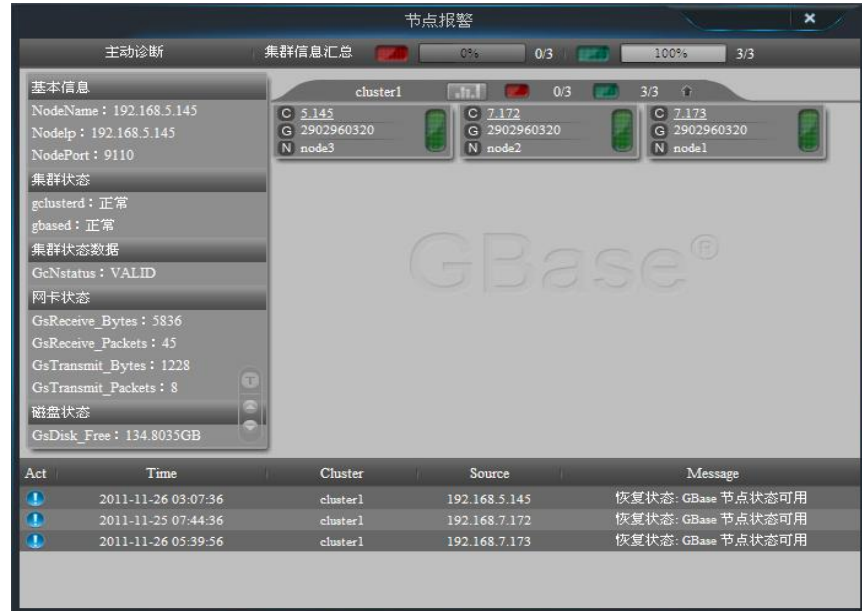 节点报警
主动诊断 集群信息汇总 0% 0/3 100% 3/3
基本信息
NodeName：192.168.5.145
NodeIp：192.168.5.145
NodePort：9110
集群状态
gclusterd：正常
gbased：正常
集群状态数据
GcNstatus：VALID
网卡状态
GsReceive_Bytes：5836
GsReceive_Packets：45
GsTransmit_Bytes：1228
GsTransmit_Packets：8
磁盘状态
GsDisk_Free：134.8035GB
T
cluster1 0/3 3/3
C 5.145
G 2902960320
N node3
C 7.172
G 2902960320
N node2
C 7.173
G 2902960320
N node1
GBase®
Act Time Cluster Source Message
2011-11-26 03:07:36 cluster1 192.168.5.145 恢复状态: GBase 节点状态可用
2011-11-25 07:44:36 cluster1 192.168.7.172 恢复状态: GBase 节点状态可用
2011-11-26 05:39:56 cluster1 192.168.7.173 恢复状态: GBase 节点状态可用